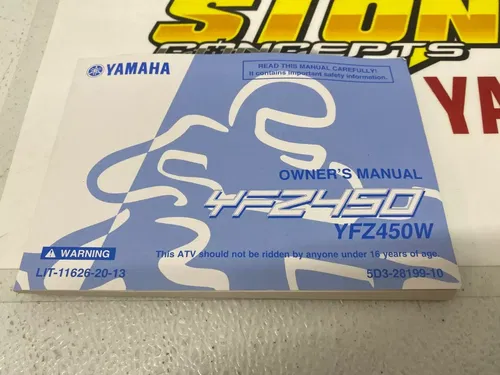 CONCEPTS
YA
YAMAHA
READ THIS MANUAL CAREFULLY!
It contains important safety information.
OWNER'S MANUAL
YFZ450
YFZ450W
WARNING
This ATV should not be ridden by anyone under 16 years of age.
LIT-11626-20-13
5D3-28199-10